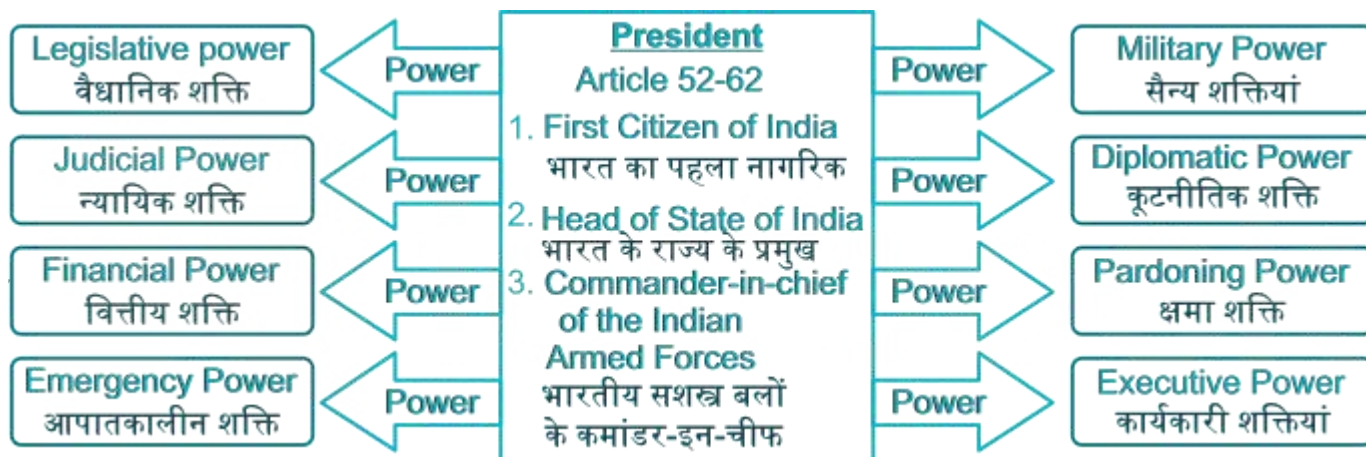 Legislative power
वैधानिक शक्ति
Power
Judicial Power
न्यायिक शक्ति
Power
Financial Power
वित्तीय शक्ति
Power
Emergency Power
आपातकालीन शक्ति
Power
President
Article 52-62
1. First Citizen of India
भारत का पहला नागरिक
2. Head of State of India
भारत के राज्य के प्रमुख
3. Commander-in-chief
of the Indian
Armed Forces
भारतीय सशस्त्र बलों
के कमांडर-इन-चीफ
Power
Military Power
सैन्य शक्तियां
Power
Diplomatic Power
कूटनीतिक शक्ति
Power
Pardoning Power
क्षमा शक्ति
Power
Executive Power
कार्यकारी शक्तियां